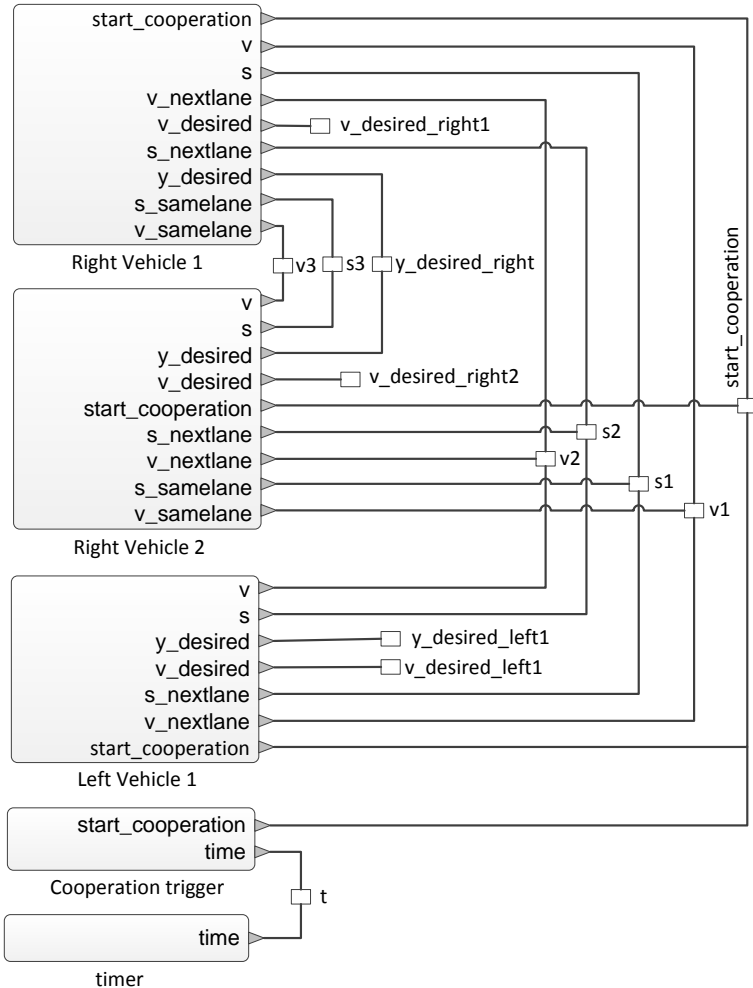 start_cooperation
v
s
v_nextlane
v_desired
v_desired_right1
s_nextlane
y_desired
s_samelane
v_samelane
Right Vehicle 1
v3
s3
y_desired_right
start_cooperation
v
s
y_desired
v_desired
v_desired_right2
start_cooperation
s_nextlane
s2
v_nextlane
v2
s_samelane
s1
v_samelane
v1
Right Vehicle 2
v
s
y_desired
y_desired_left1
v_desired
v_desired_left1
s_nextlane
v_nextlane
start_cooperation
Left Vehicle 1
start_cooperation
time
Cooperation trigger
t
time
timer